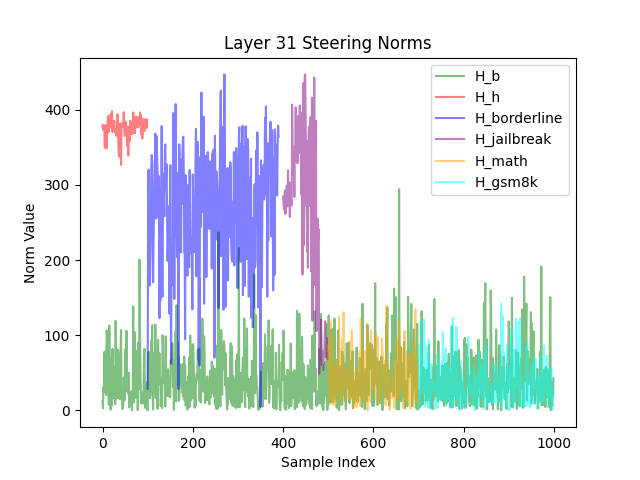 Layer 31 Steering Norms
Norm Value
400
300
200
100
0
H_b
H_h
H_borderline
H_jailbreak
H_math
H_gsm8k
0 200 400 600 800 1000
Sample Index